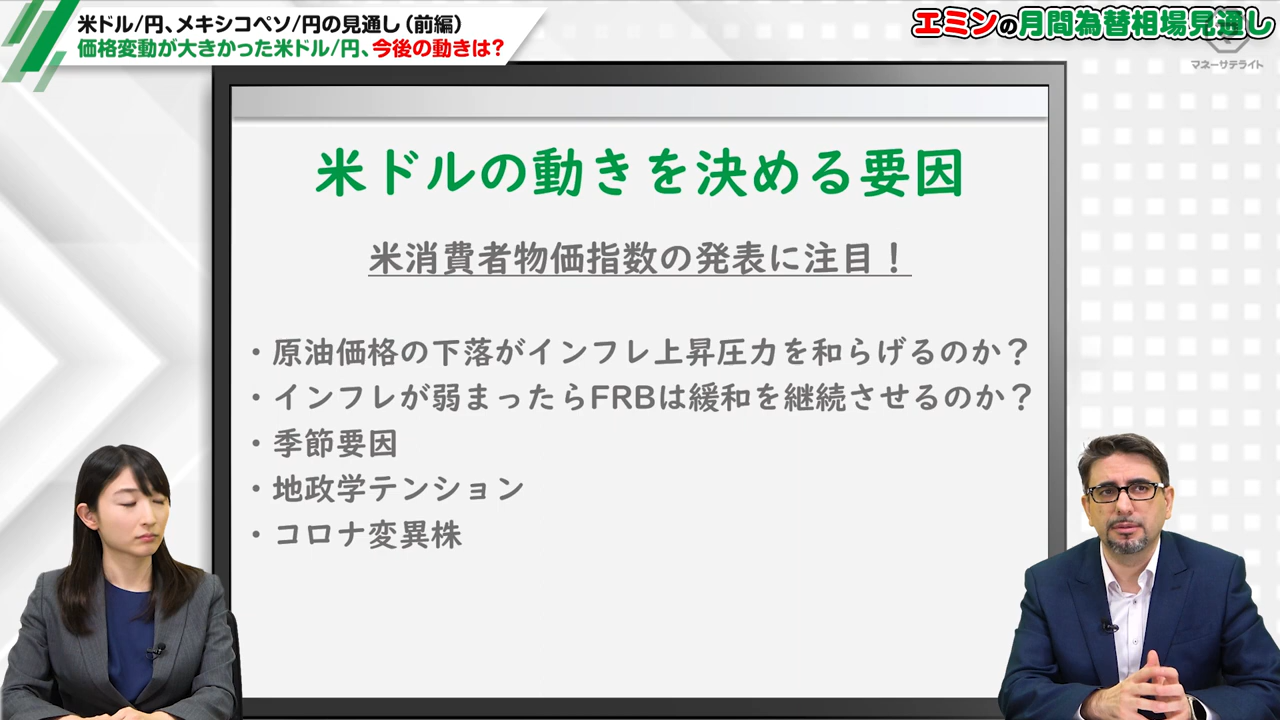 米ドル/円、メキシコペソ/円の見通し（前編）
価格変動が大きかった米ドル/円、今後の動きは？
エミンの月間為替相場見通し
マネーサテライト
米ドルの動きを決める要因
米消費者物価指数の発表に注目！
・原油価格の下落がインフレ上昇圧力を和らげるのか？
・インフレが弱まったらFRBは緩和を継続させるのか？
・季節要因
・地政学テンション
・コロナ変異株